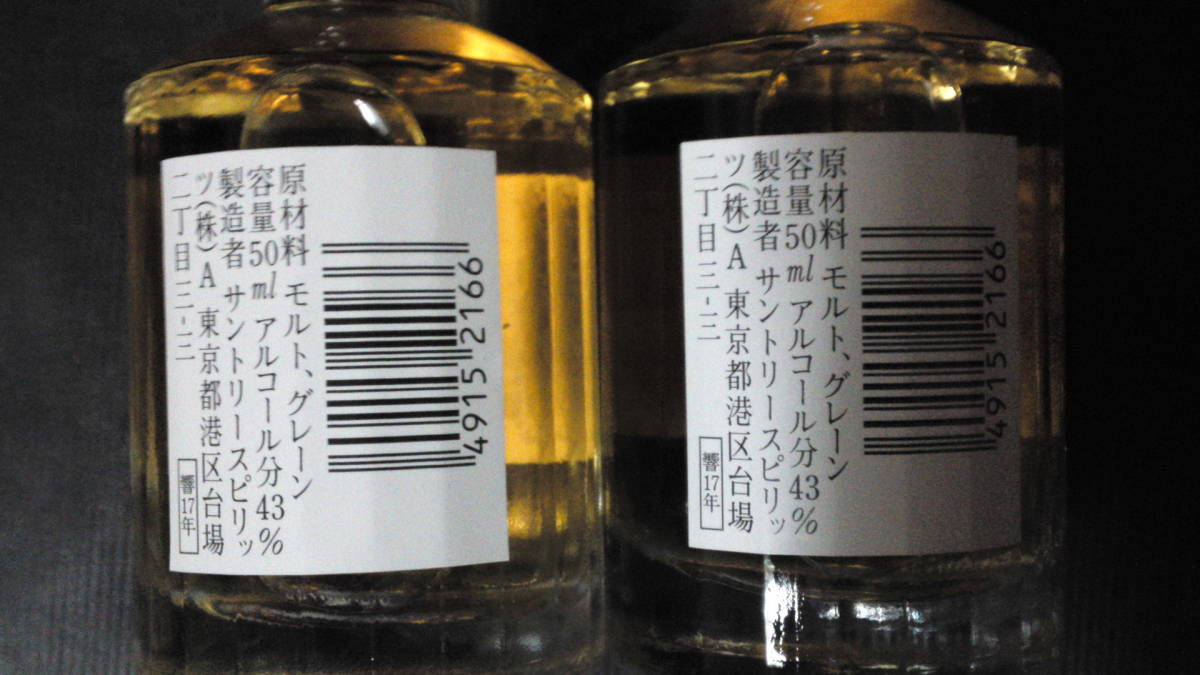 原材料 モルト、グレーン
容量50ml アルコール分43%
製造者 サントリースピリッ
ツ(株)A 東京都港区台場
二丁目三-三
響17年
4915 2166
原材料 モルト、グレーン
容量50ml アルコール分43%
製造者 サントリースピリッ
ツ(株)A 東京都港区台場
二丁目三-三
響17年
4915 2166